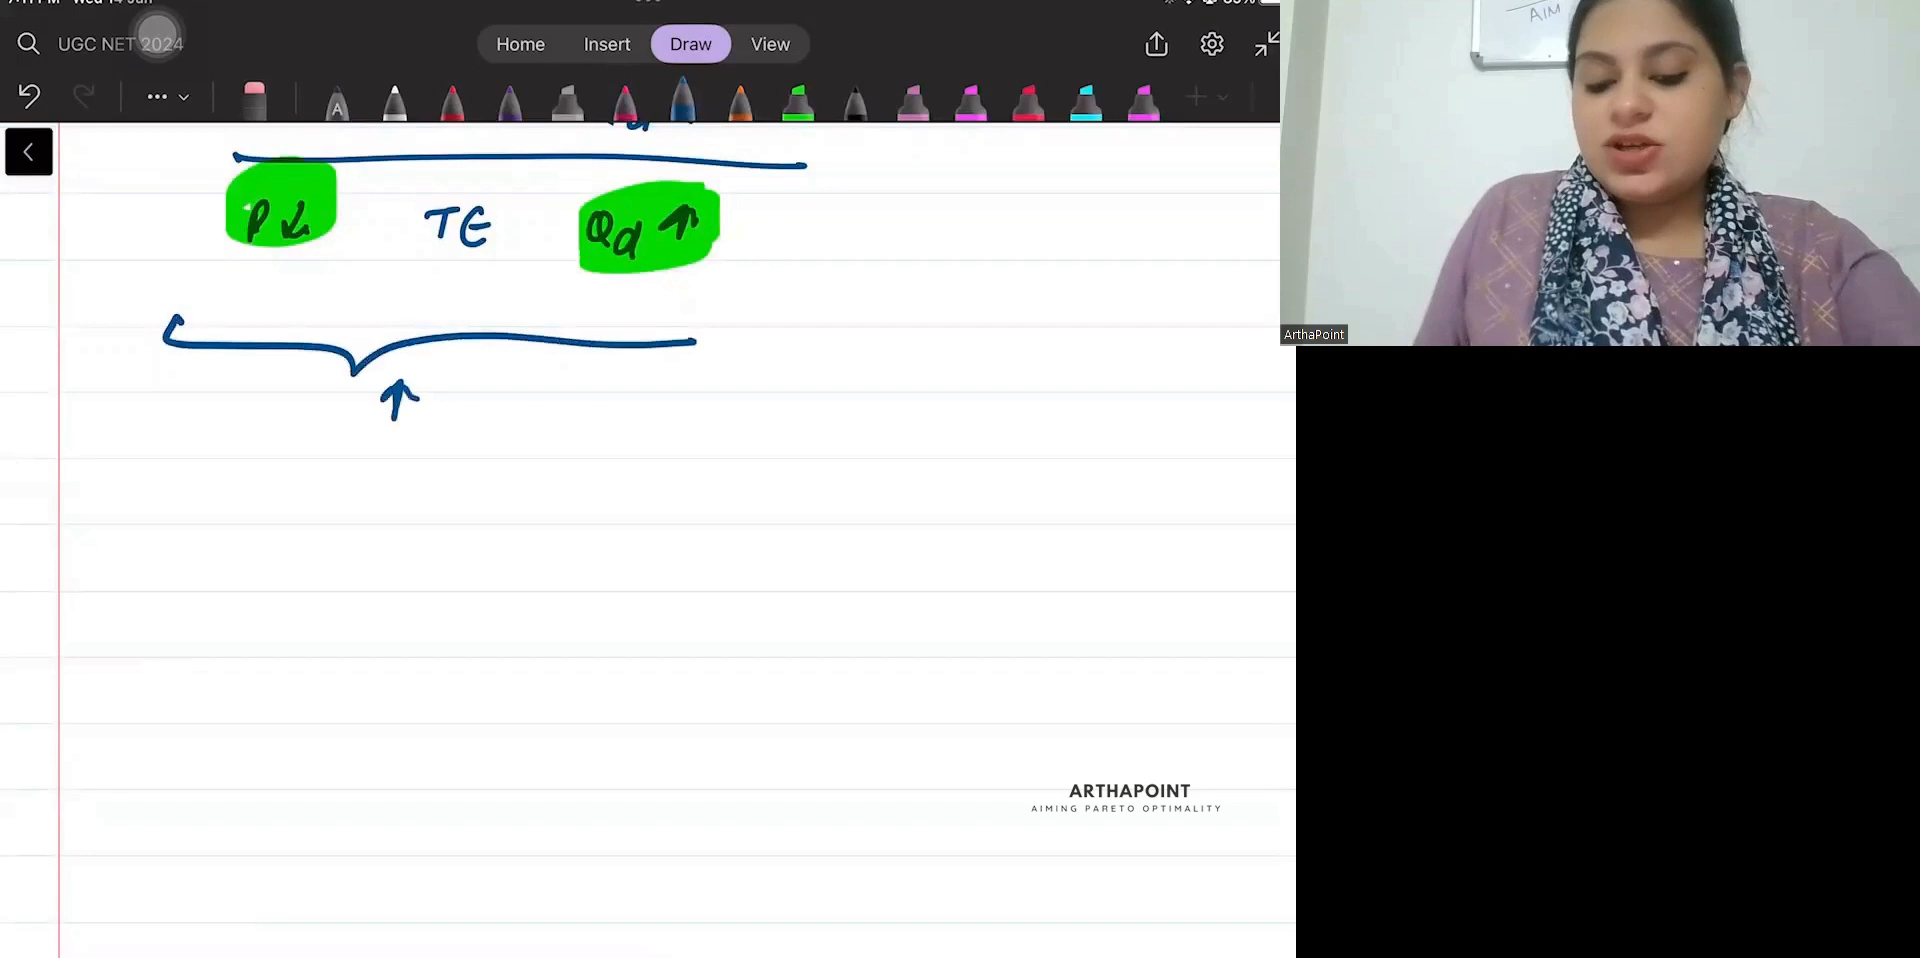 UGC NET 2024
Home Insert Draw View
A
P ↓ TE Qd ↑
↑
ARTHAPOINT
AIMING PARETO OPTIMALITY
AIM
ArthaPoint